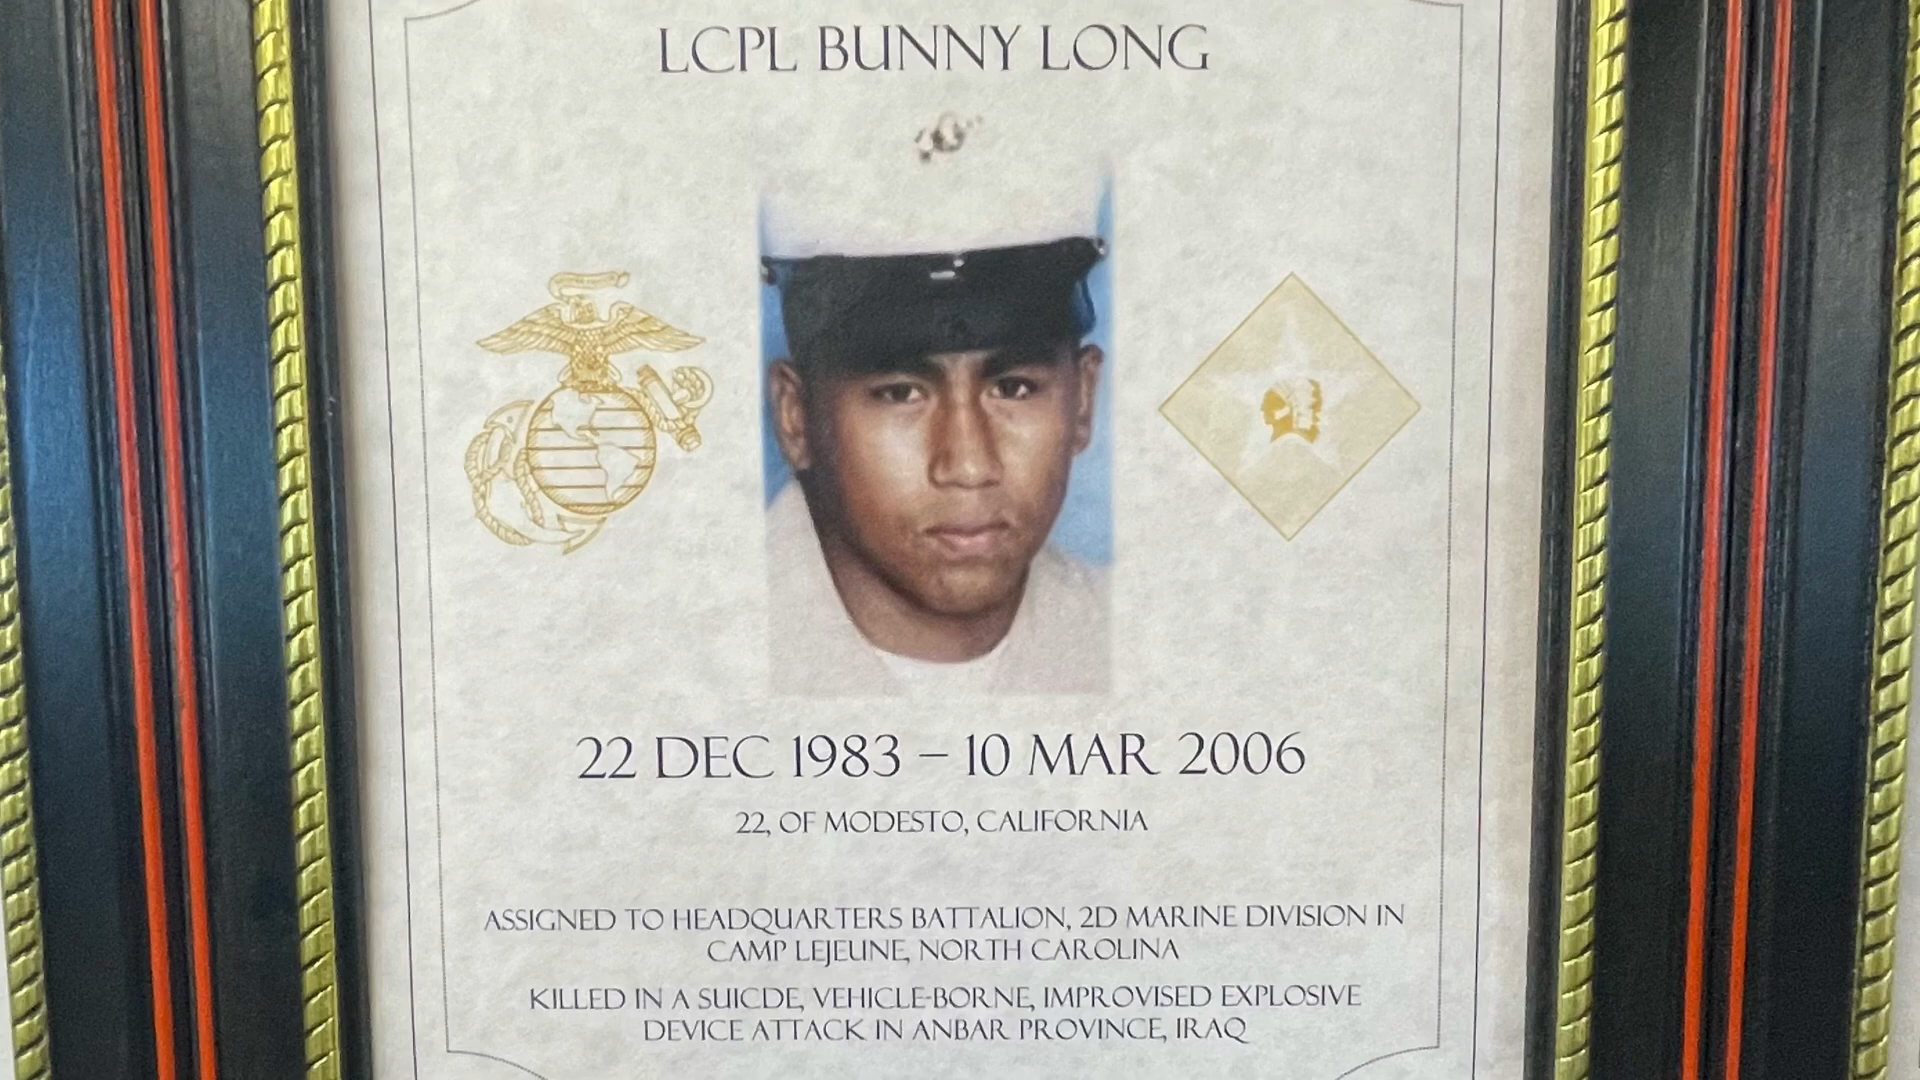 LCPL BUNNY LONG
22 DEC 1983 – 10 MAR 2006
22, OF MODESTO, CALIFORNIA
ASSIGNED TO HEADQUARTERS BATTALION, 2D MARINE DIVISION IN
CAMP LEJEUNE, NORTH CAROLINA
KILLED IN A SUICDE, VEHICLE-BORNE, IMPROVISED EXPLOSIVE
DEVICE ATTACK IN ANBAR PROVINCE, IRAQ